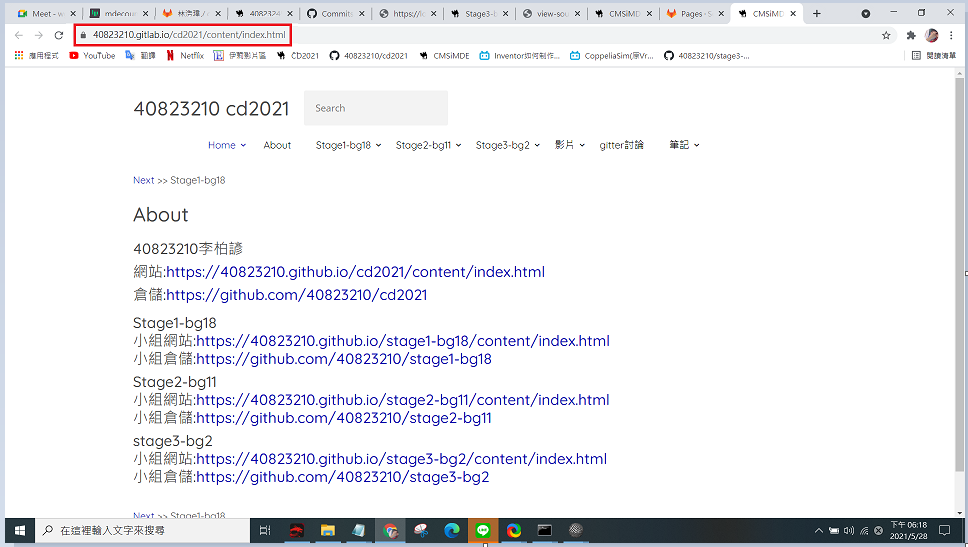 Meet - w
mdecou
林浩瑋 / 
4082324
Commits
https://lo
Stage3-b
view-sou
CMSiMD
Pages · S
CMSiMD
40823210.gitlab.io/cd2021/content/index.html
應用程式
YouTube
翻譯
Netflix
伊莉影片區
CD2021
40823210/cd2021
CMSiMDE
Inventor如何制作...
CoppeliaSim(原Vr...
40823210/stage3-...
閱讀清單
40823210 cd2021
Search
Home
About
Stage1-bg18
Stage2-bg11
Stage3-bg2
影片
gitter討論
筆記
Next >> Stage1-bg18
About
40823210李柏諺
網站:https://40823210.github.io/cd2021/content/index.html
倉儲:https://github.com/40823210/cd2021
Stage1-bg18
小組網站:https://40823210.github.io/stage1-bg18/content/index.html
小組倉儲:https://github.com/40823210/stage1-bg18
Stage2-bg11
小組網站:https://40823210.github.io/stage2-bg11/content/index.html
小組倉儲:https://github.com/40823210/stage2-bg11
stage3-bg2
小組網站:https://40823210.github.io/stage3-bg2/content/index.html
小組倉儲:https://github.com/40823210/stage3-bg2
Next >> Stage1-bg18
在這裡輸入文字來搜尋
下午 06:18
2021/5/28